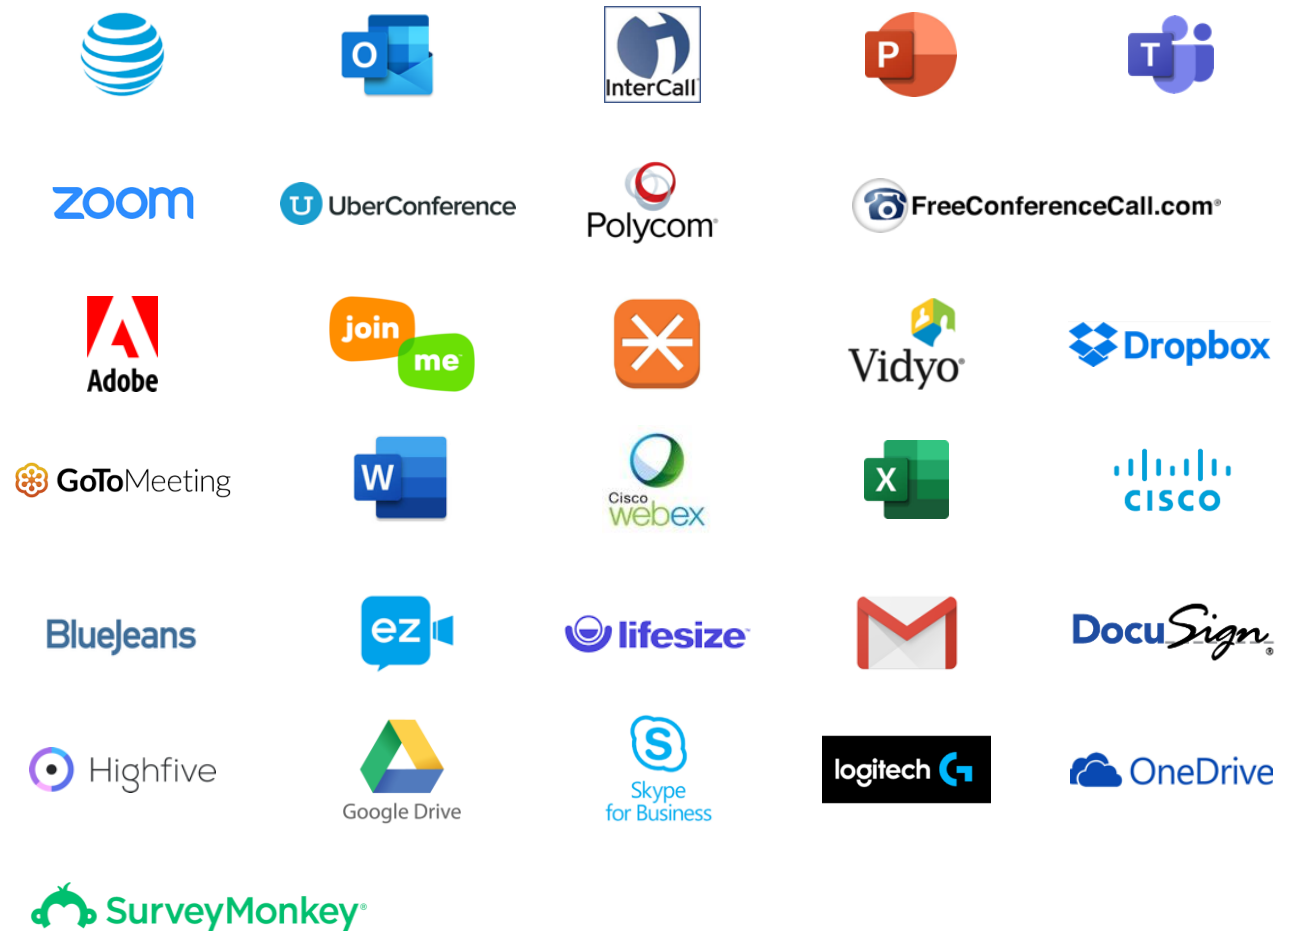 O
InterCall
P
T
zoom
U UberConference
Polycom®
FreeConferenceCall.com®
Adobe
join
me
Vidyo®
Dropbox
GoToMeeting
W
Cisco
webex
X
CISCO
BlueJeans
ez
lifesize™
DocuSign®
Highfive
Google Drive
S
Skype
for Business
logitech G
OneDrive
SurveyMonkey®